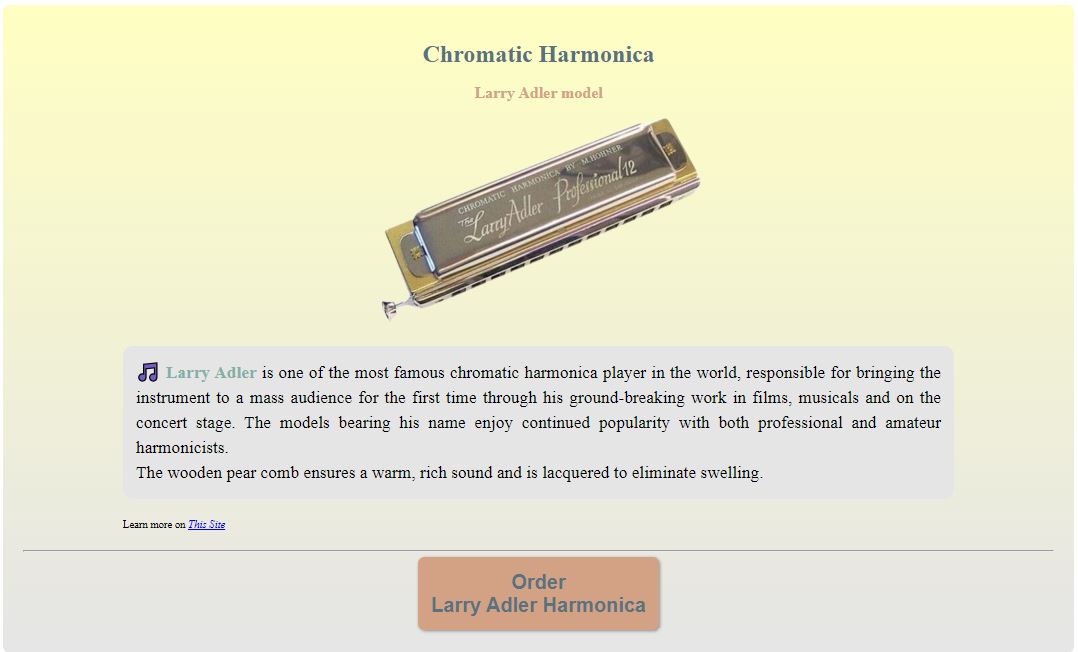 Chromatic Harmonica
Larry Adler model
CHROMATIC HARMONICA BY M. HOHNER
The Larry Adler Professional 12
Larry Adler is one of the most famous chromatic harmonica player in the world, responsible for bringing the
instrument to a mass audience for the first time through his ground-breaking work in films, musicals and on the
concert stage. The models bearing his name enjoy continued popularity with both professional and amateur
harmonicists.
The wooden pear comb ensures a warm, rich sound and is lacquered to eliminate swelling.
Learn more on This Site
Order
Larry Adler Harmonica